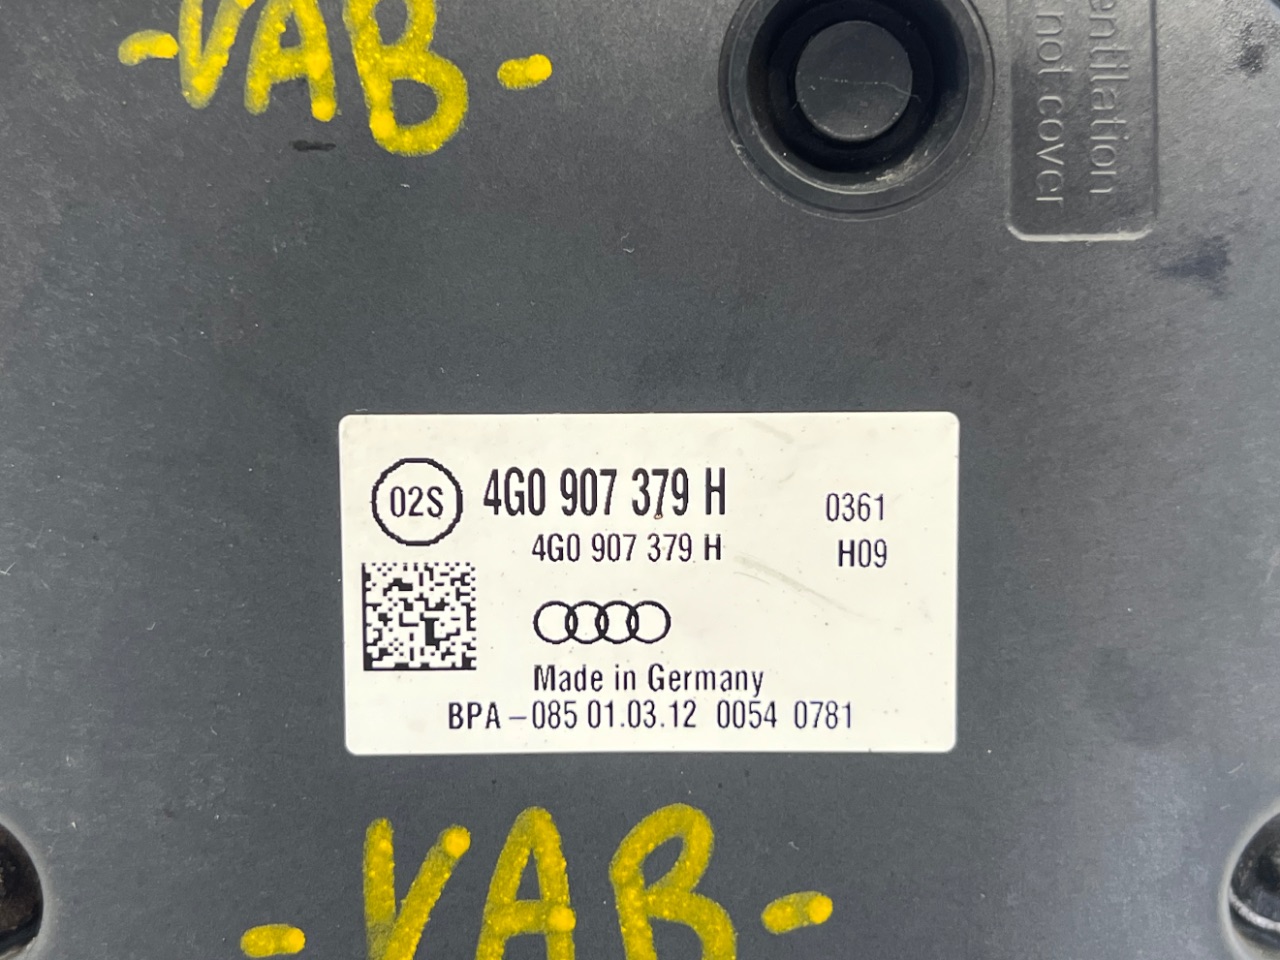 -VAB-
entilation
not cover
02S
4G0 907 379 H
0361
4G0 907 379 H
H09
Made in Germany
BPA-085 01.03.12 0054 0781
-VAB-